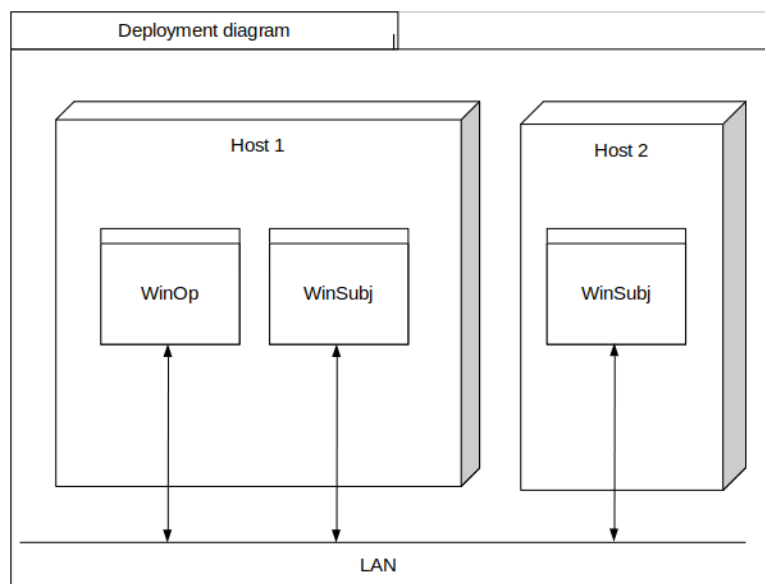 Deployment diagram
Host 1
Host 2
WinOp
WinSubj
WinSubj
LAN